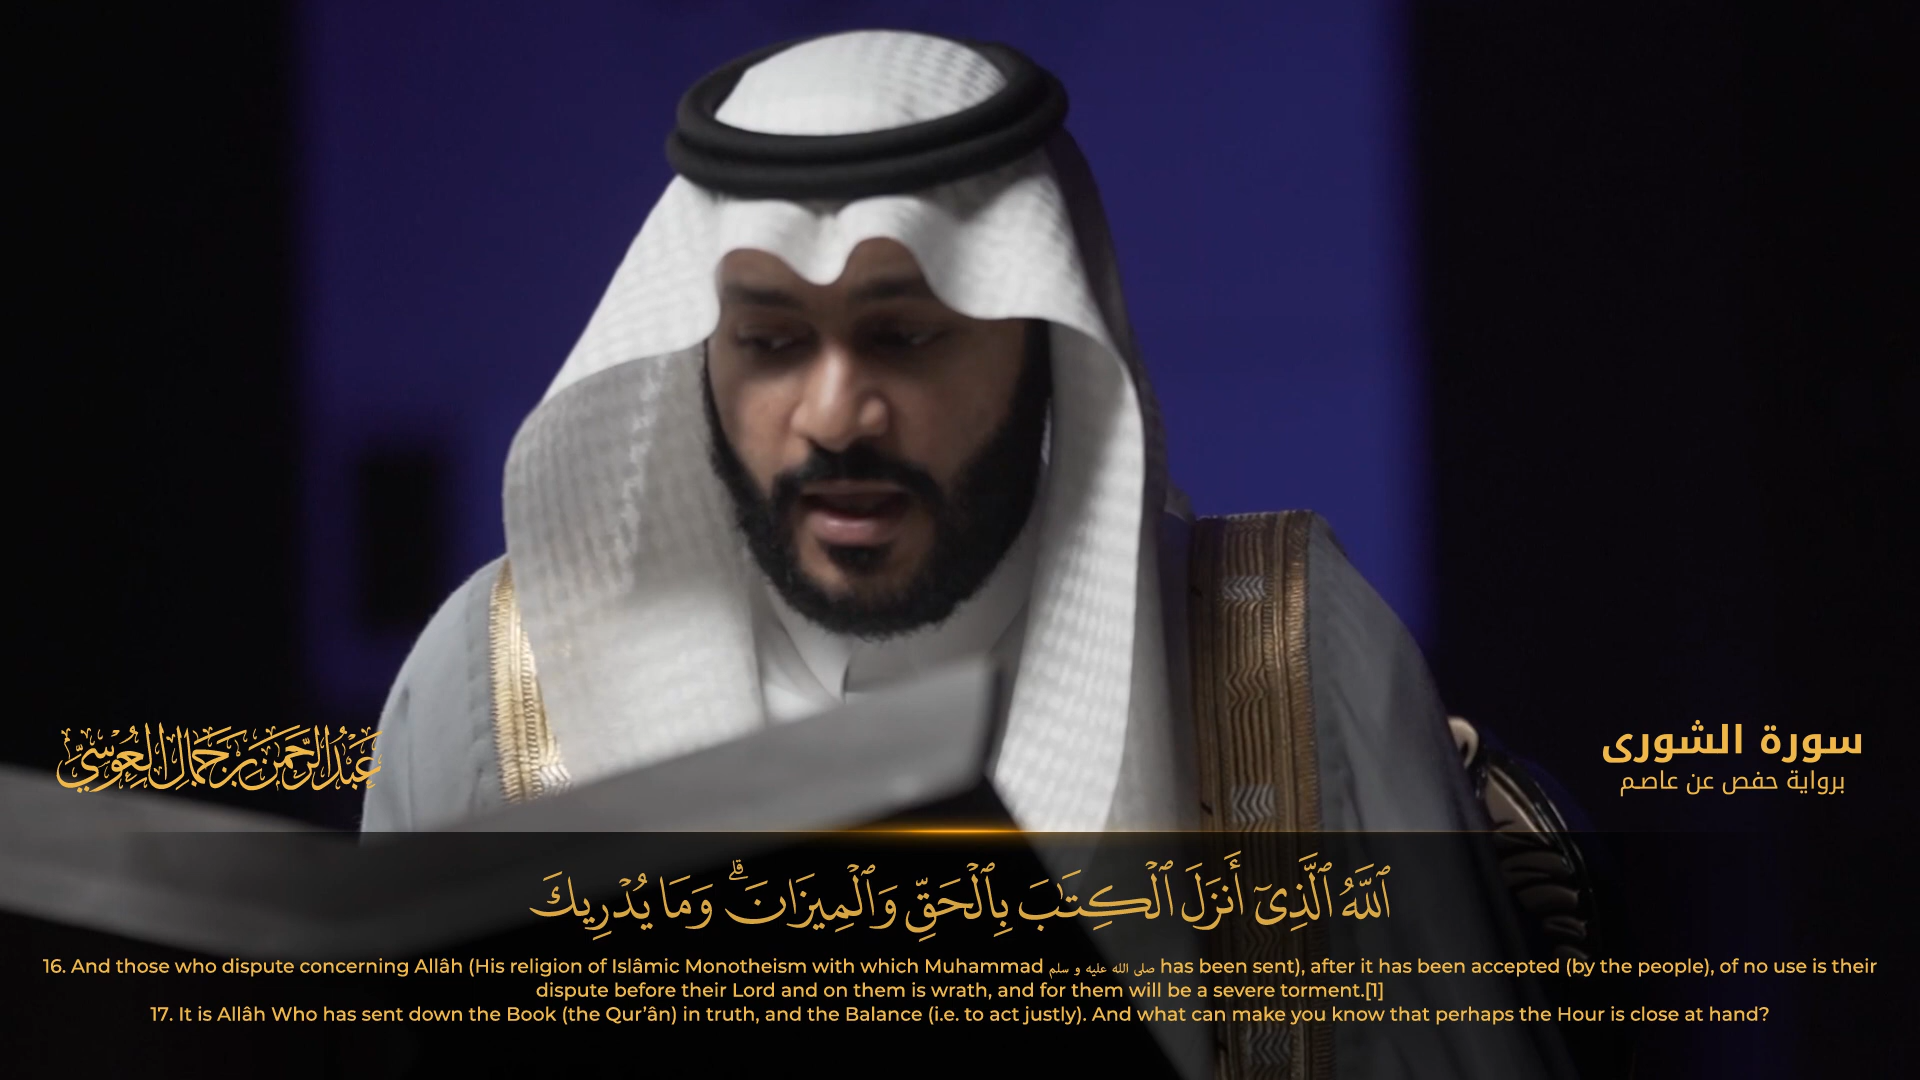 عَبْدُالرَّحْمَن بْن جَمَال العُوسِيّ
سورة الشورى
برواية حفص عن عاصم
ٱللَّهُ ٱلَّذِىٓ أَنزَلَ ٱلْكِتَٰبَ بِٱلْحَقِّ وَٱلْمِيزَانَ ۗ وَمَا يُدْرِيكَ
16. And those who dispute concerning Allâh (His religion of Islâmic Monotheism with which Muhammad صلى الله عليه و سلم has been sent), after it has been accepted (by the people), of no use is their
dispute before their Lord and on them is wrath, and for them will be a severe torment.[1]
17. It is Allâh Who has sent down the Book (the Qur’ân) in truth, and the Balance (i.e. to act justly). And what can make you know that perhaps the Hour is close at hand?